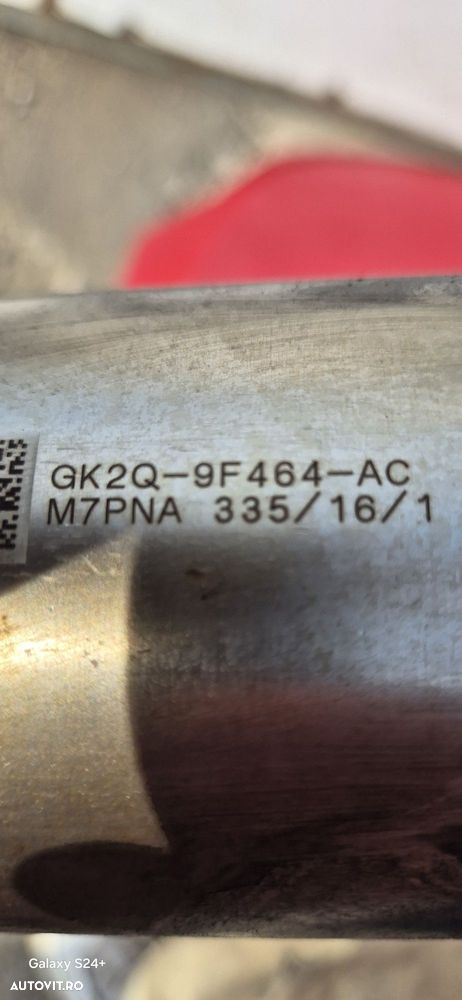 GK2Q-9F464-AC
M7PNA 335/16/1
Galaxy S24+
AUTOVIT.RO